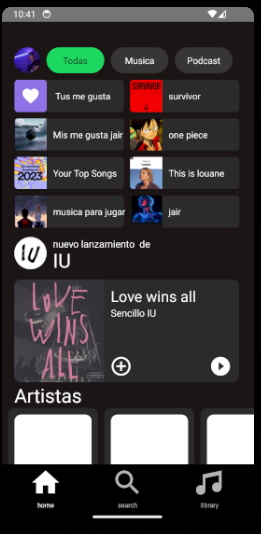 10:41
Todas Musica Podcast
Tus me gusta
SURVIVOR
survivor
Mis me gusta jair
one piece
2023
Your Top Songs
This is louane
musica para jugar
jair
IU
nuevo lanzamiento de
IU
LOVE
WINS
ALL
Love wins all
Sencillo IU
Artistas
home search library